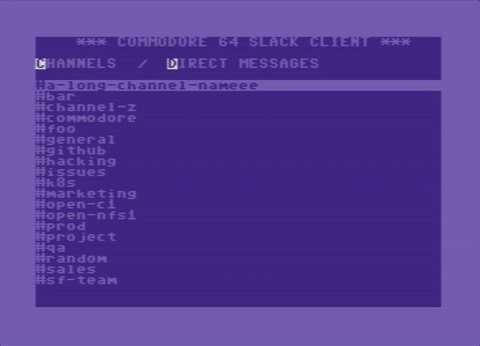 *** COMMODORE 64 SLACK CLIENT ***
CHANNELS / DIRECT MESSAGES
#a-long-channel-nameee
#bar
#channel-z
#commodore
#foo
#general
#github
#hacking
#issues
#k8s
#marketing
#open-ci
#open-nfsi
#prod
#project
#qa
#random
#sales
#sf-team